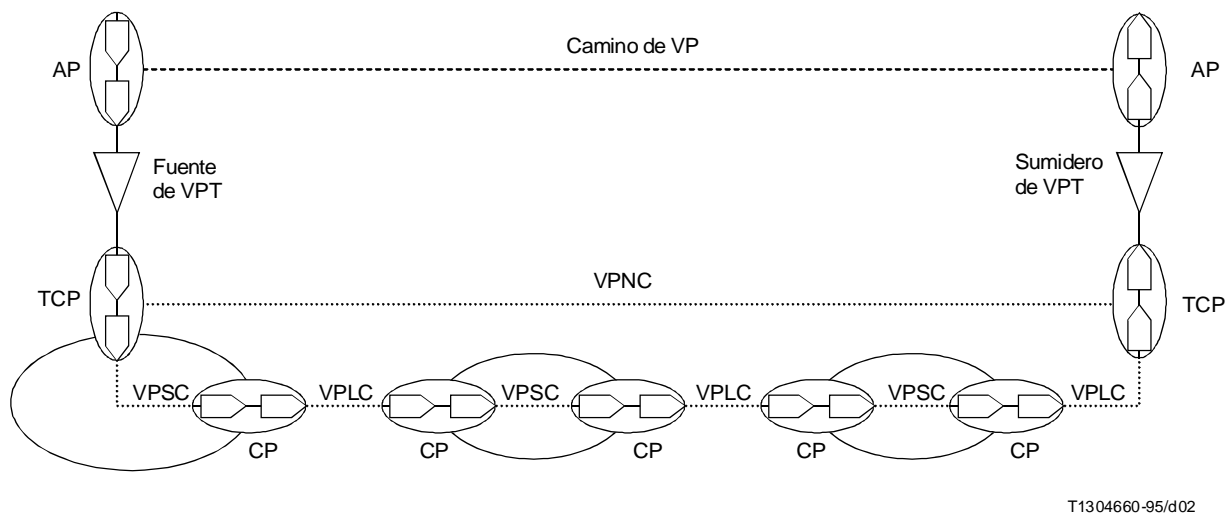 Camino de VP
AP
AP
Fuente
de VPT
Sumidero
de VPT
VPNC
TCP
TCP
VPSC
VPLC
VPSC
VPLC
VPSC
VPLC
CP
CP
CP
CP
CP
T1304660-95/d02